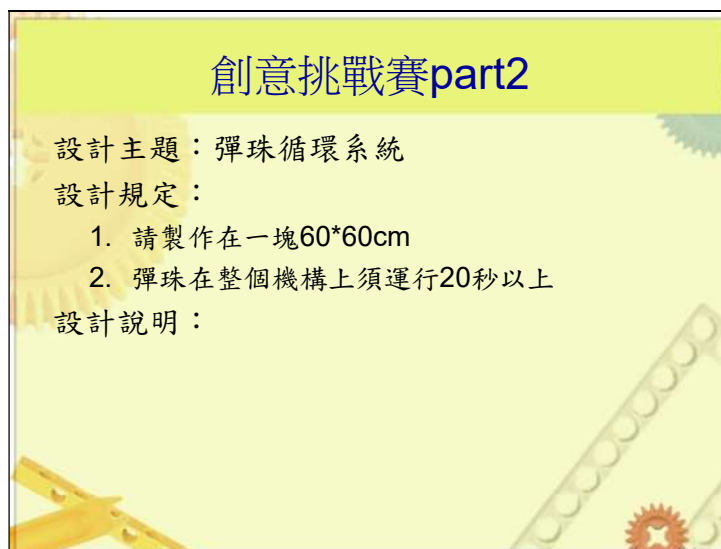 創意挑戰賽part2
設計主題：彈珠循環系統
設計規定：
1. 請製作在一塊60*60cm
2. 彈珠在整個機構上須運行20秒以上
設計說明：